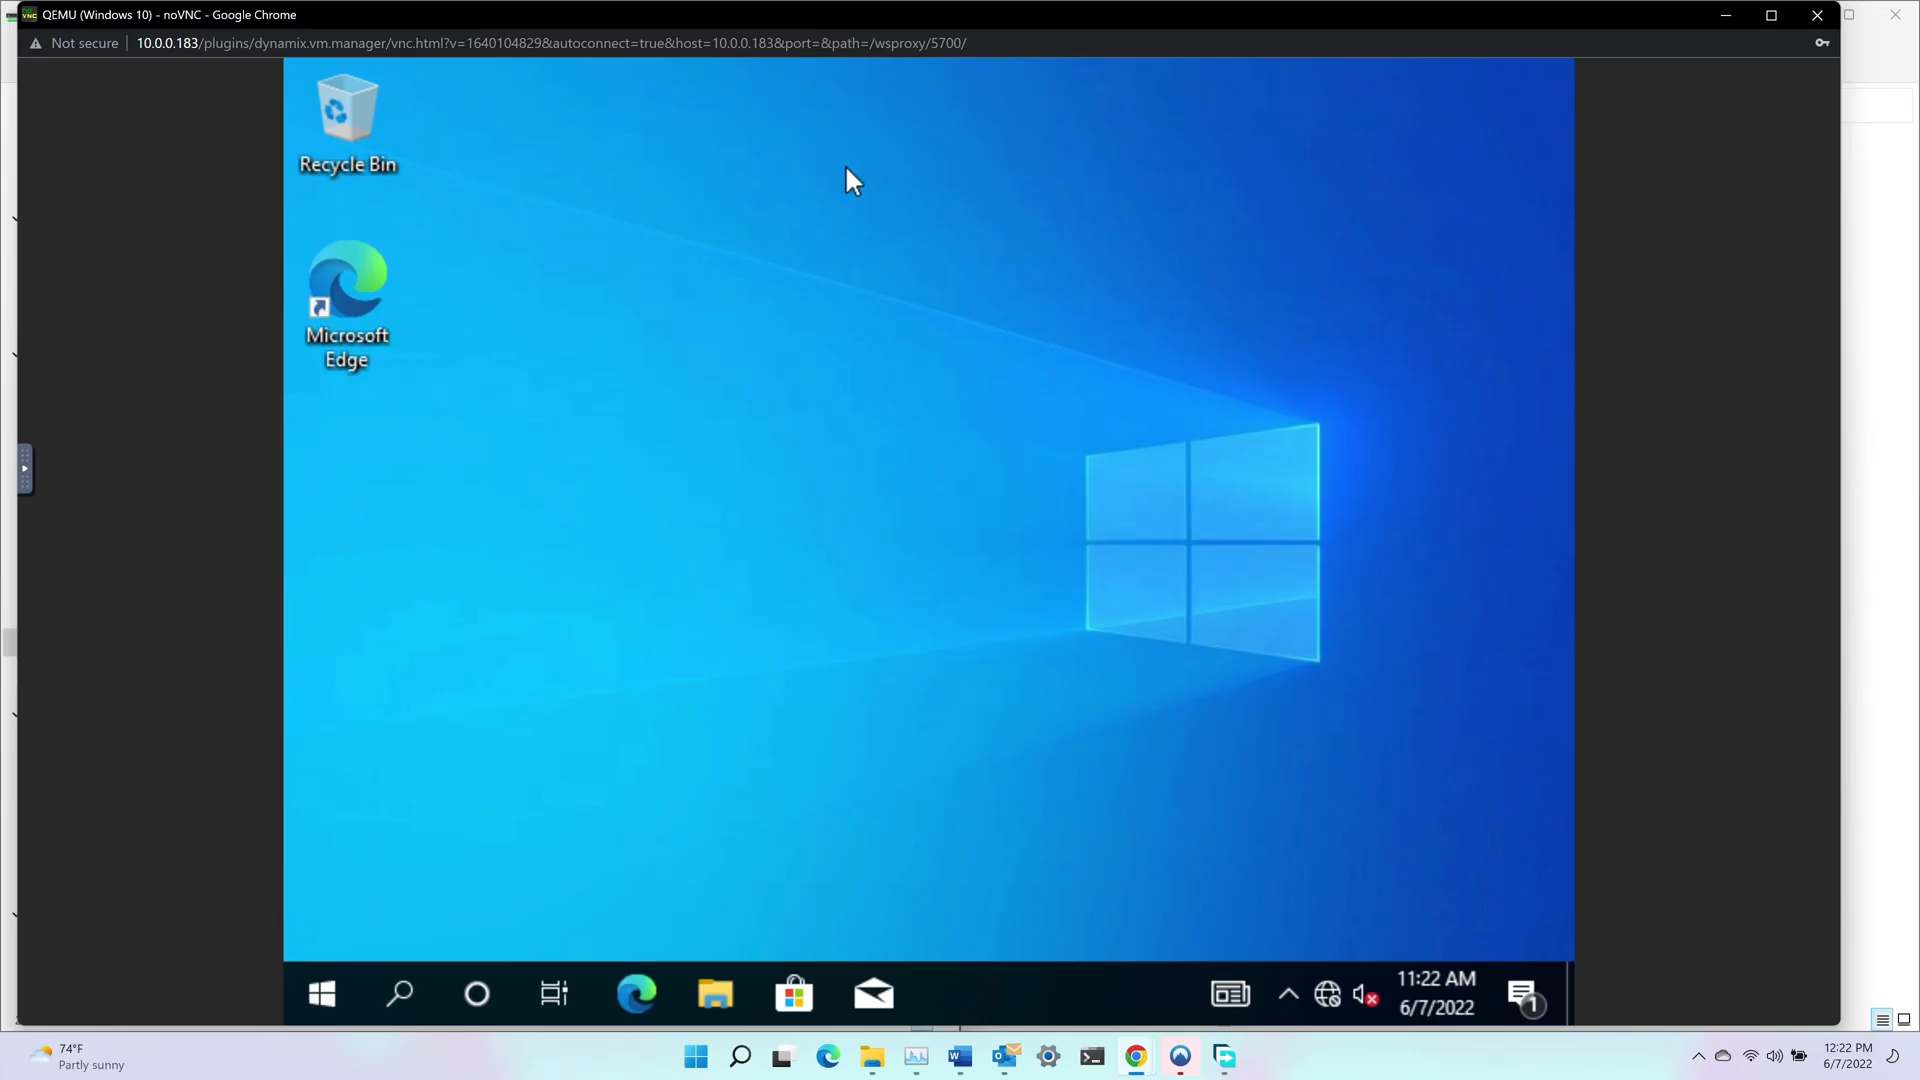 QEMU (Windows 10) - noVNC - Google Chrome
Not secure
10.0.0.183/plugins/dynamix.vm.manager/vnc.html?v=1640104829&autoconnect=true&host=10.0.0.183&port=&path=/wsproxy/5700/
Recycle Bin
Microsoft
Edge
11:22 AM
6/7/2022
1
74°F
Partly sunny
12:22 PM
6/7/2022